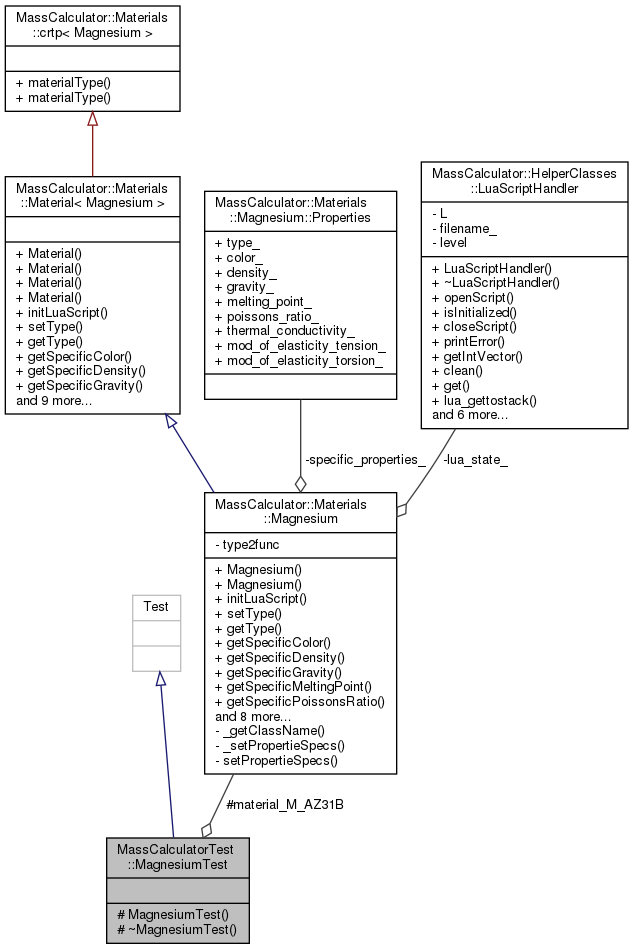 MassCalculator::Materials
::crtp< Magnesium >
+ materialType()
+ materialType()
MassCalculator::Materials
::Material< Magnesium >
+ Material()
+ Material()
+ Material()
+ Material()
+ initLuaScript()
+ setType()
+ getType()
+ getSpecificColor()
+ getSpecificDensity()
+ getSpecificGravity()
and 9 more...
MassCalculator::Materials
::Magnesium::Properties
+ type_
+ color_
+ density_
+ gravity_
+ melting_point_
+ poissons_ratio_
+ thermal_conductivity_
+ mod_of_elasticity_tension_
+ mod_of_elasticity_torsion_
MassCalculator::HelperClasses
::LuaScriptHandler
- L
- filename_
- level
+ LuaScriptHandler()
+ ~LuaScriptHandler()
+ openScript()
+ isInitialized()
+ closeScript()
+ printError()
+ getIntVector()
+ clean()
+ get()
+ lua_gettostack()
and 6 more...
-specific_properties_
-lua_state_
MassCalculator::Materials
::Magnesium
- type2func
+ Magnesium()
+ Magnesium()
+ initLuaScript()
+ setType()
+ getType()
+ getSpecificColor()
+ getSpecificDensity()
+ getSpecificGravity()
+ getSpecificMeltingPoint()
+ getSpecificPoissonsRatio()
and 8 more...
- _getClassName()
- _setPropertieSpecs()
- setPropertieSpecs()
Test
#material_M_AZ31B
MassCalculatorTest
::MagnesiumTest
# MagnesiumTest()
# ~MagnesiumTest()